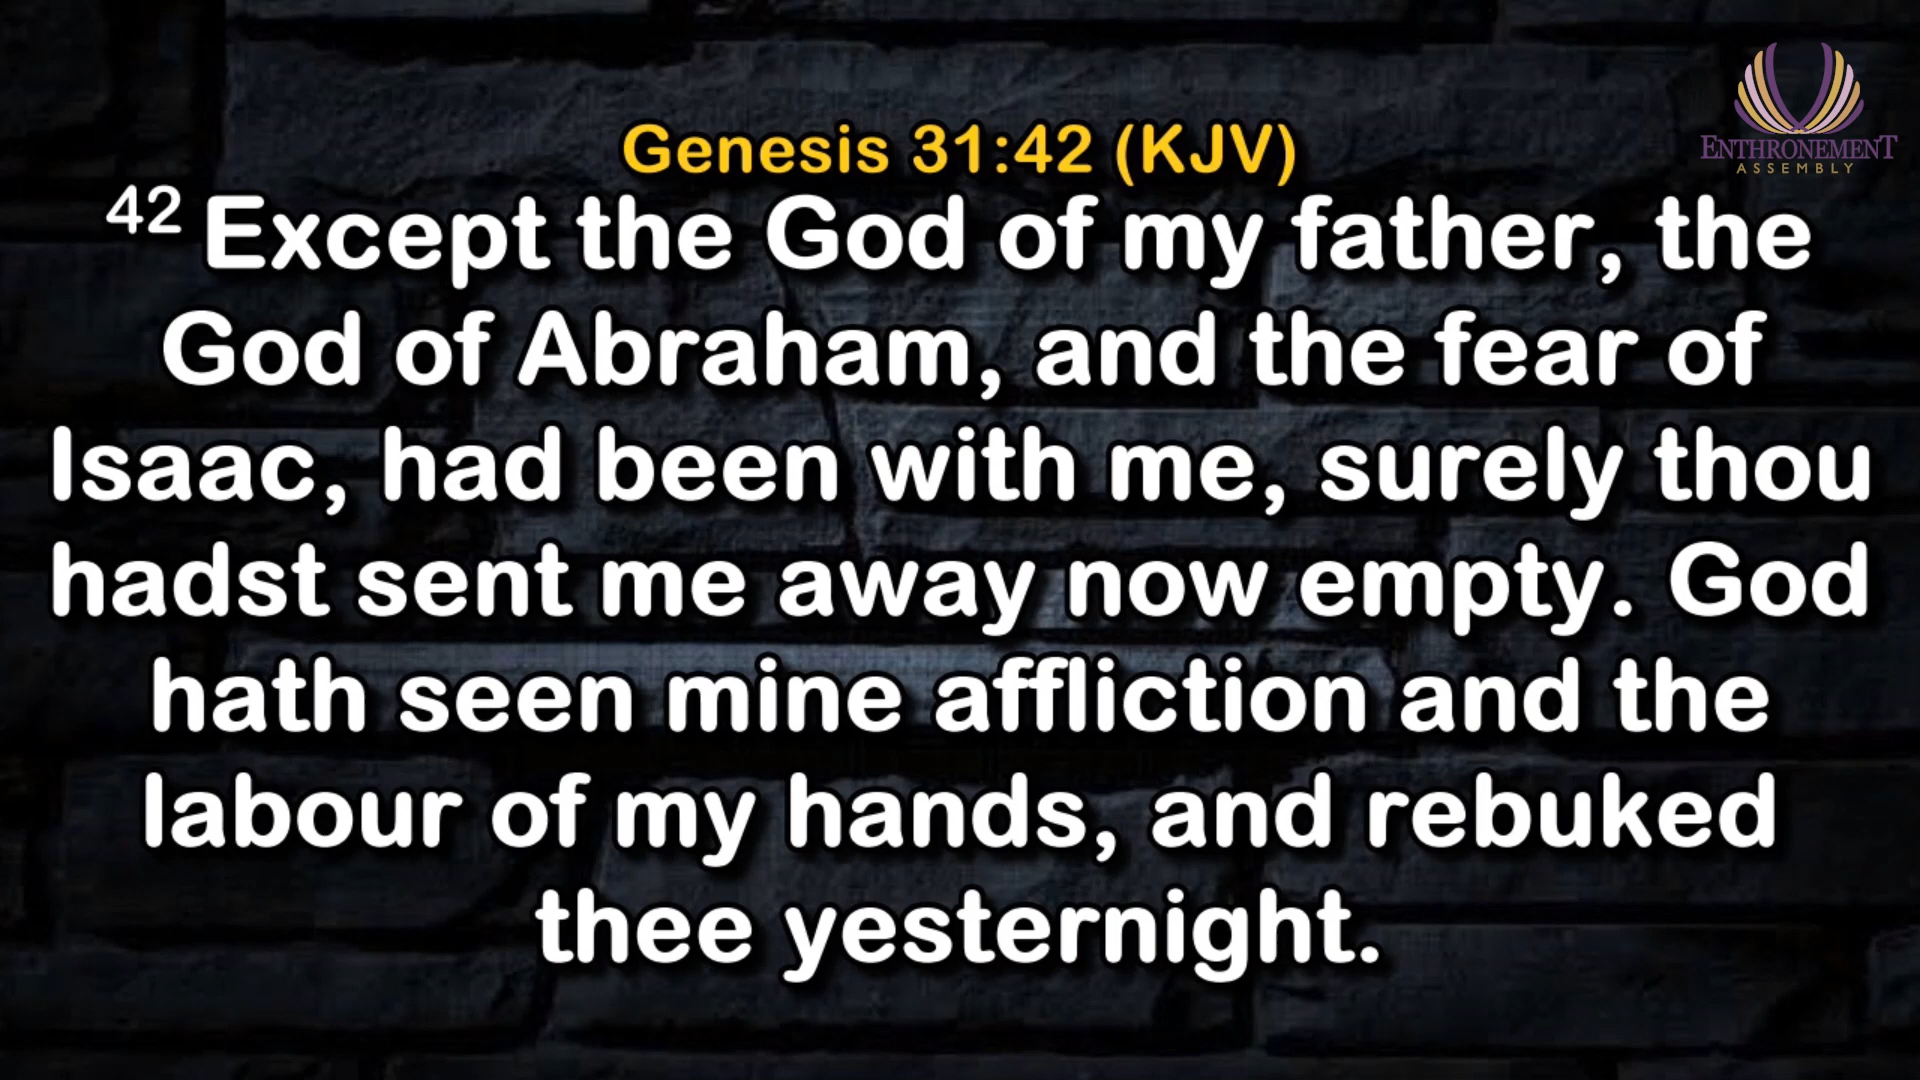 ENTHRONEMENT
ASSEMBLY
Genesis 31:42 (KJV)
42 Except the God of my father, the
God of Abraham, and the fear of
Isaac, had been with me, surely thou
hadst sent me away now empty. God
hath seen mine affliction and the
labour of my hands, and rebuked
thee yesternight.